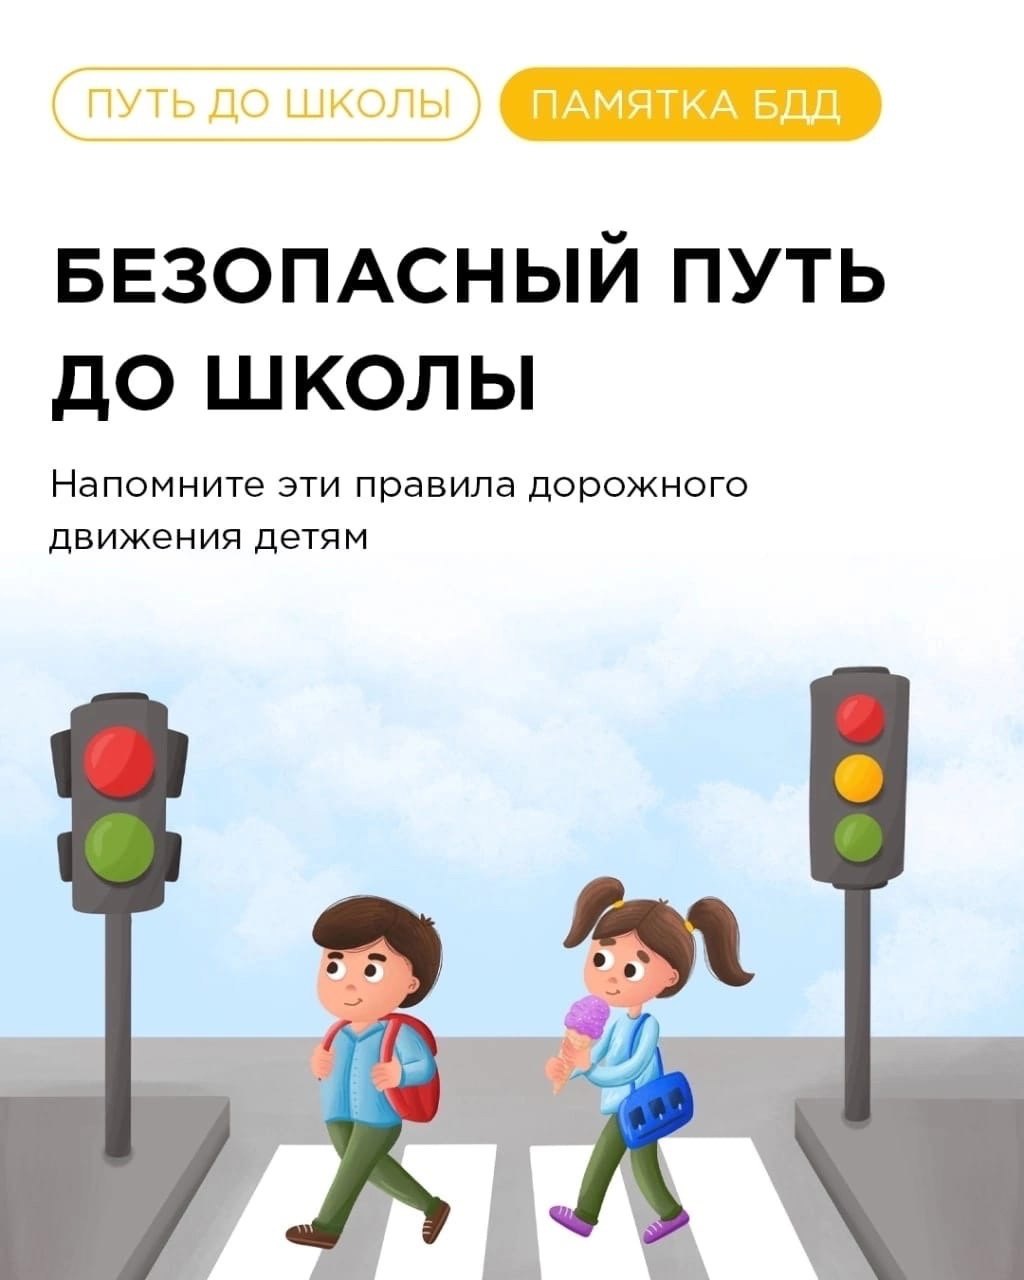 ПУТЬ ДО ШКОЛЫ ПАМЯТКА БДД
БЕЗОПАСНЫЙ ПУТЬ
ДО ШКОЛЫ
Напомните эти правила дорожного
движения детям